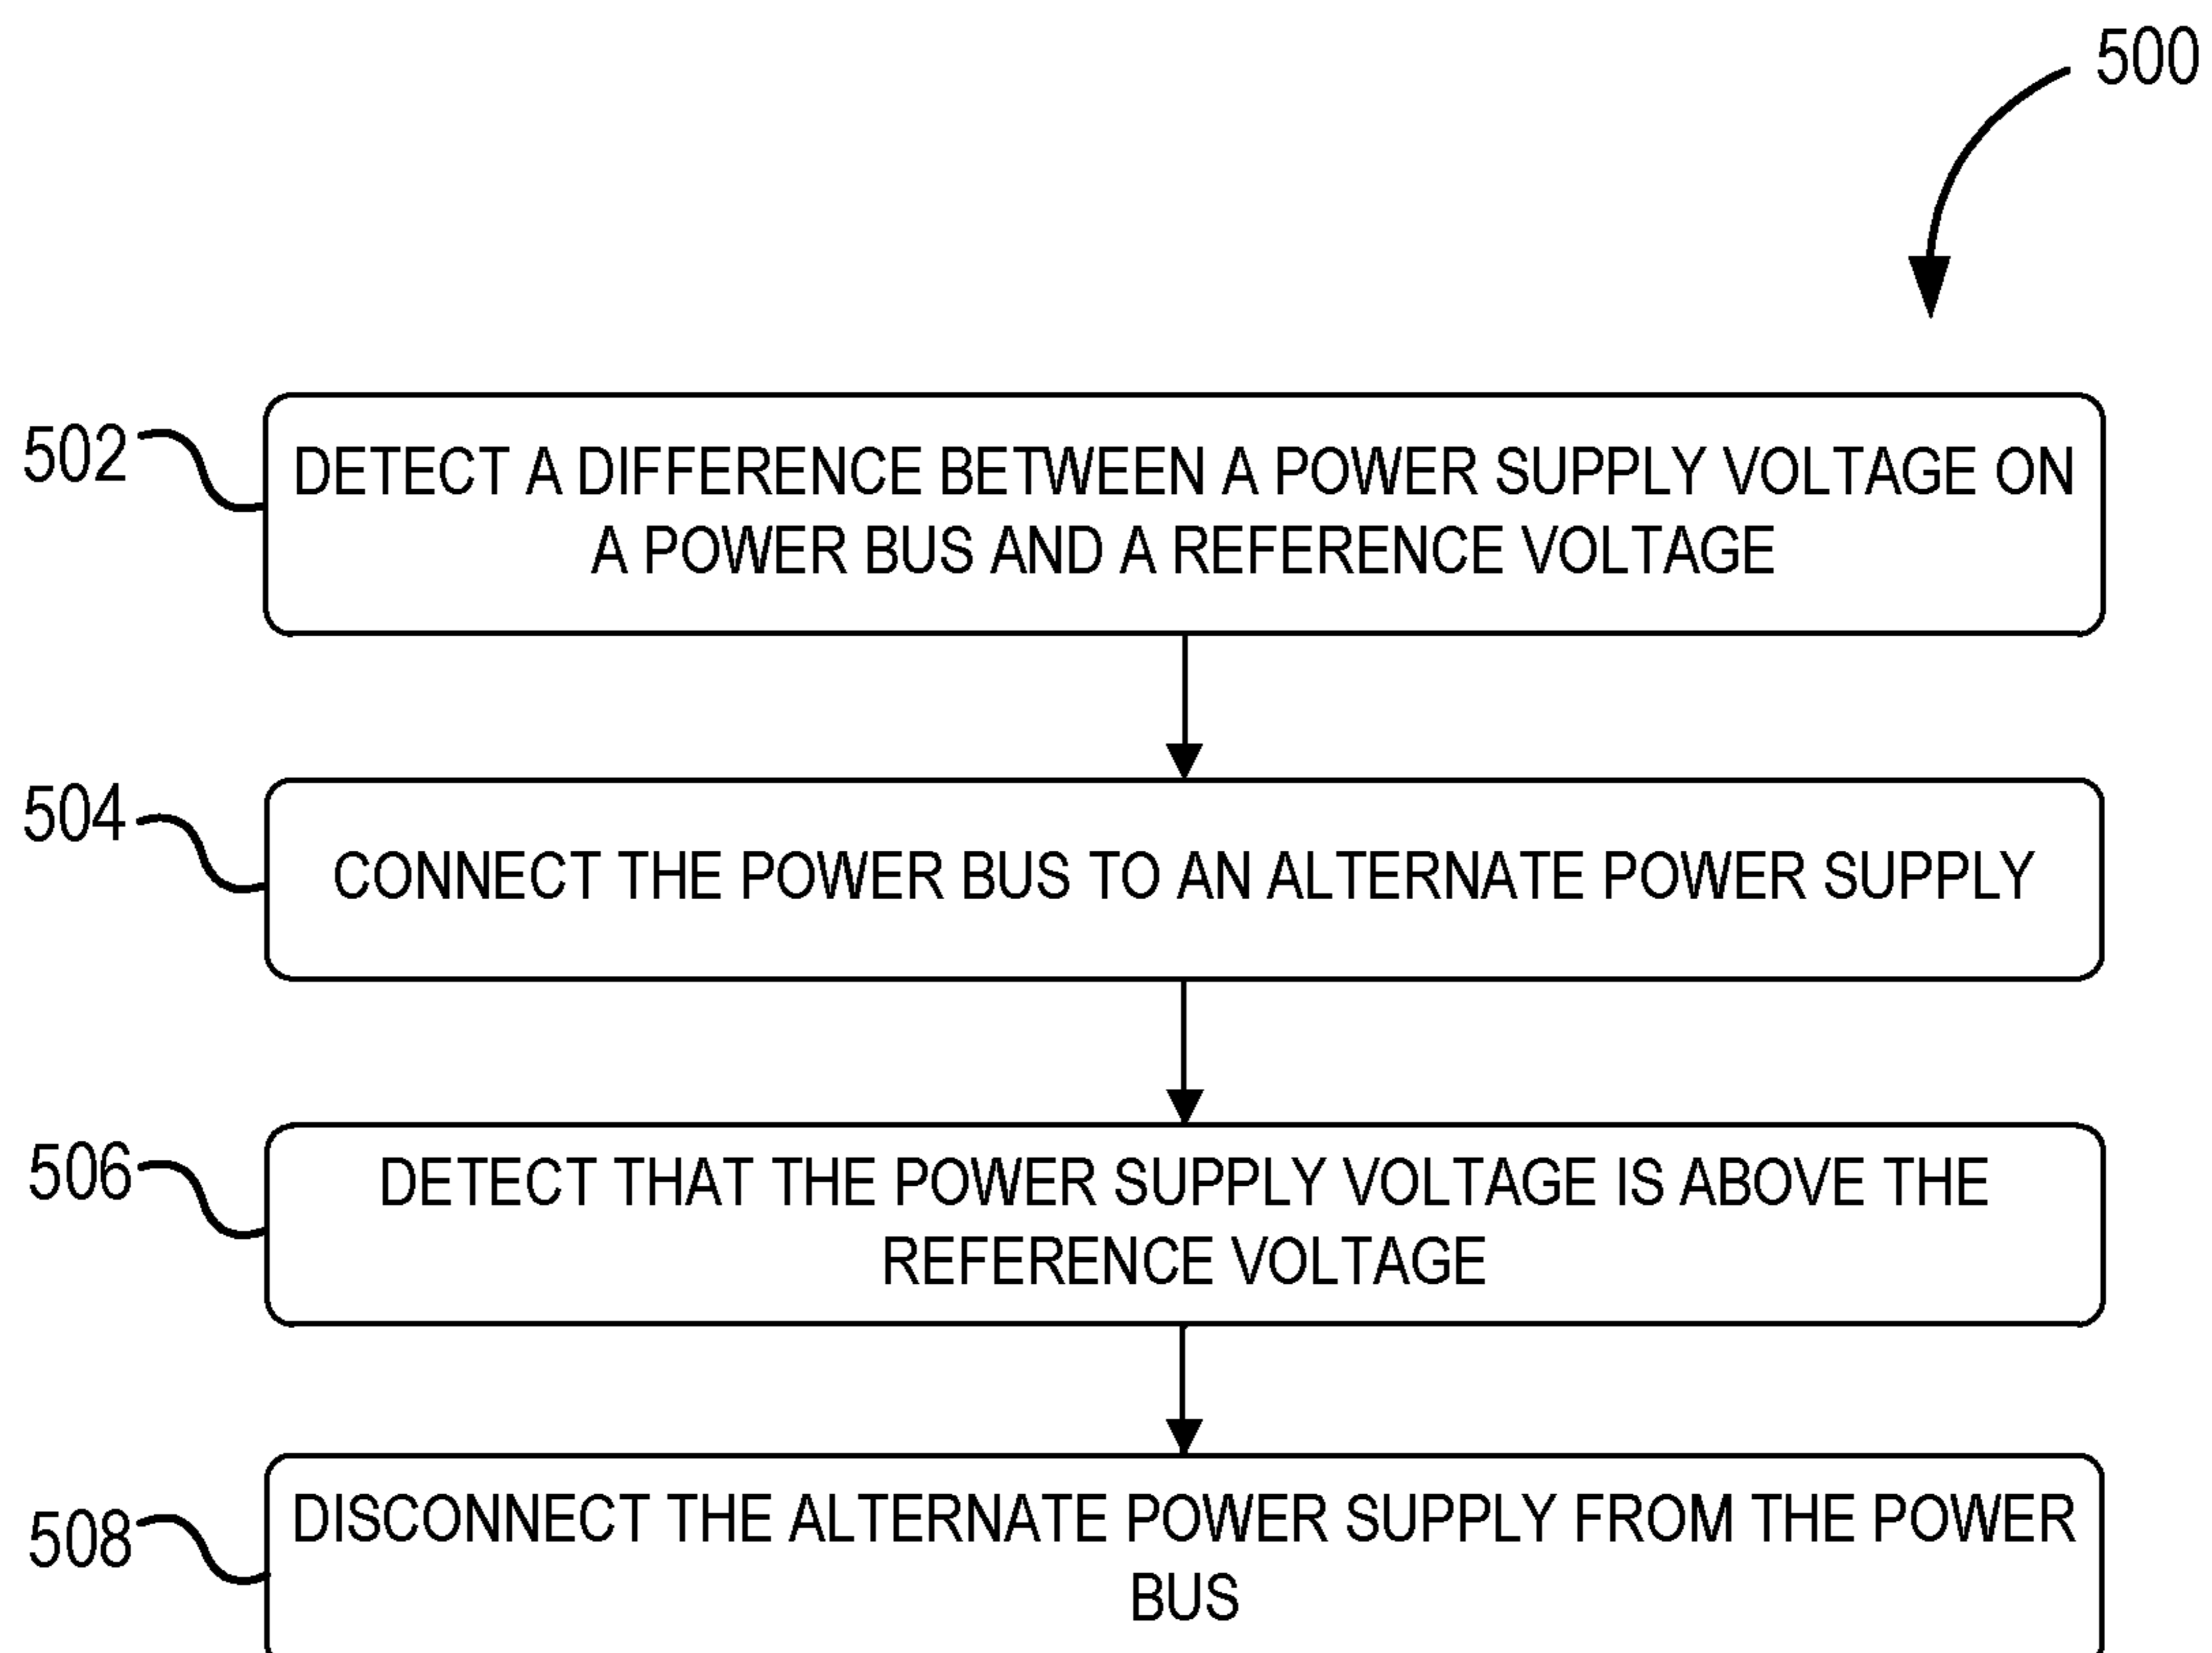 500
502
DETECT A DIFFERENCE BETWEEN A POWER SUPPLY VOLTAGE ON
A POWER BUS AND A REFERENCE VOLTAGE
504
CONNECT THE POWER BUS TO AN ALTERNATE POWER SUPPLY
506
DETECT THAT THE POWER SUPPLY VOLTAGE IS ABOVE THE
REFERENCE VOLTAGE
508
DISCONNECT THE ALTERNATE POWER SUPPLY FROM THE POWER
BUS